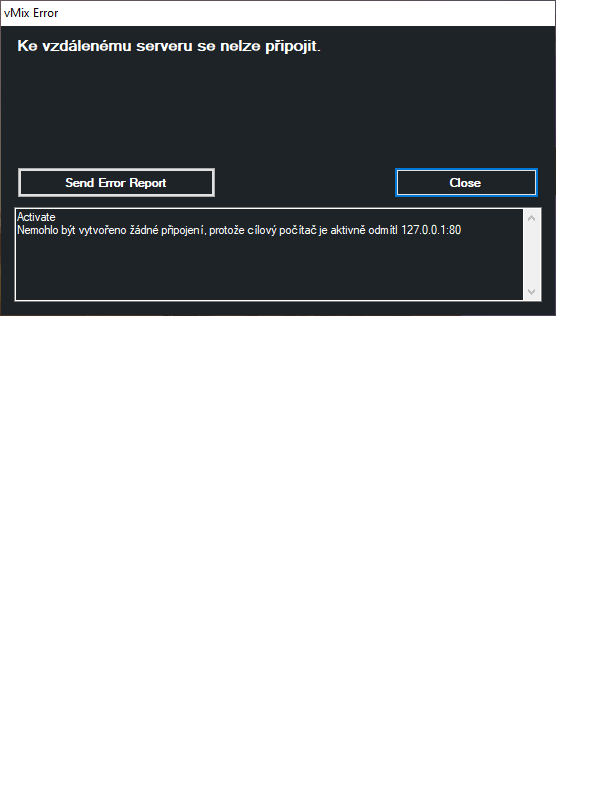 vMix Error
Ke vzdálenému serveru se nelze připojit.
Send Error Report
Close
Activate
Nemohlo být vytvořeno žádné připojení, protože cílový počítač je aktivně odmítl 127.0.0.1:80